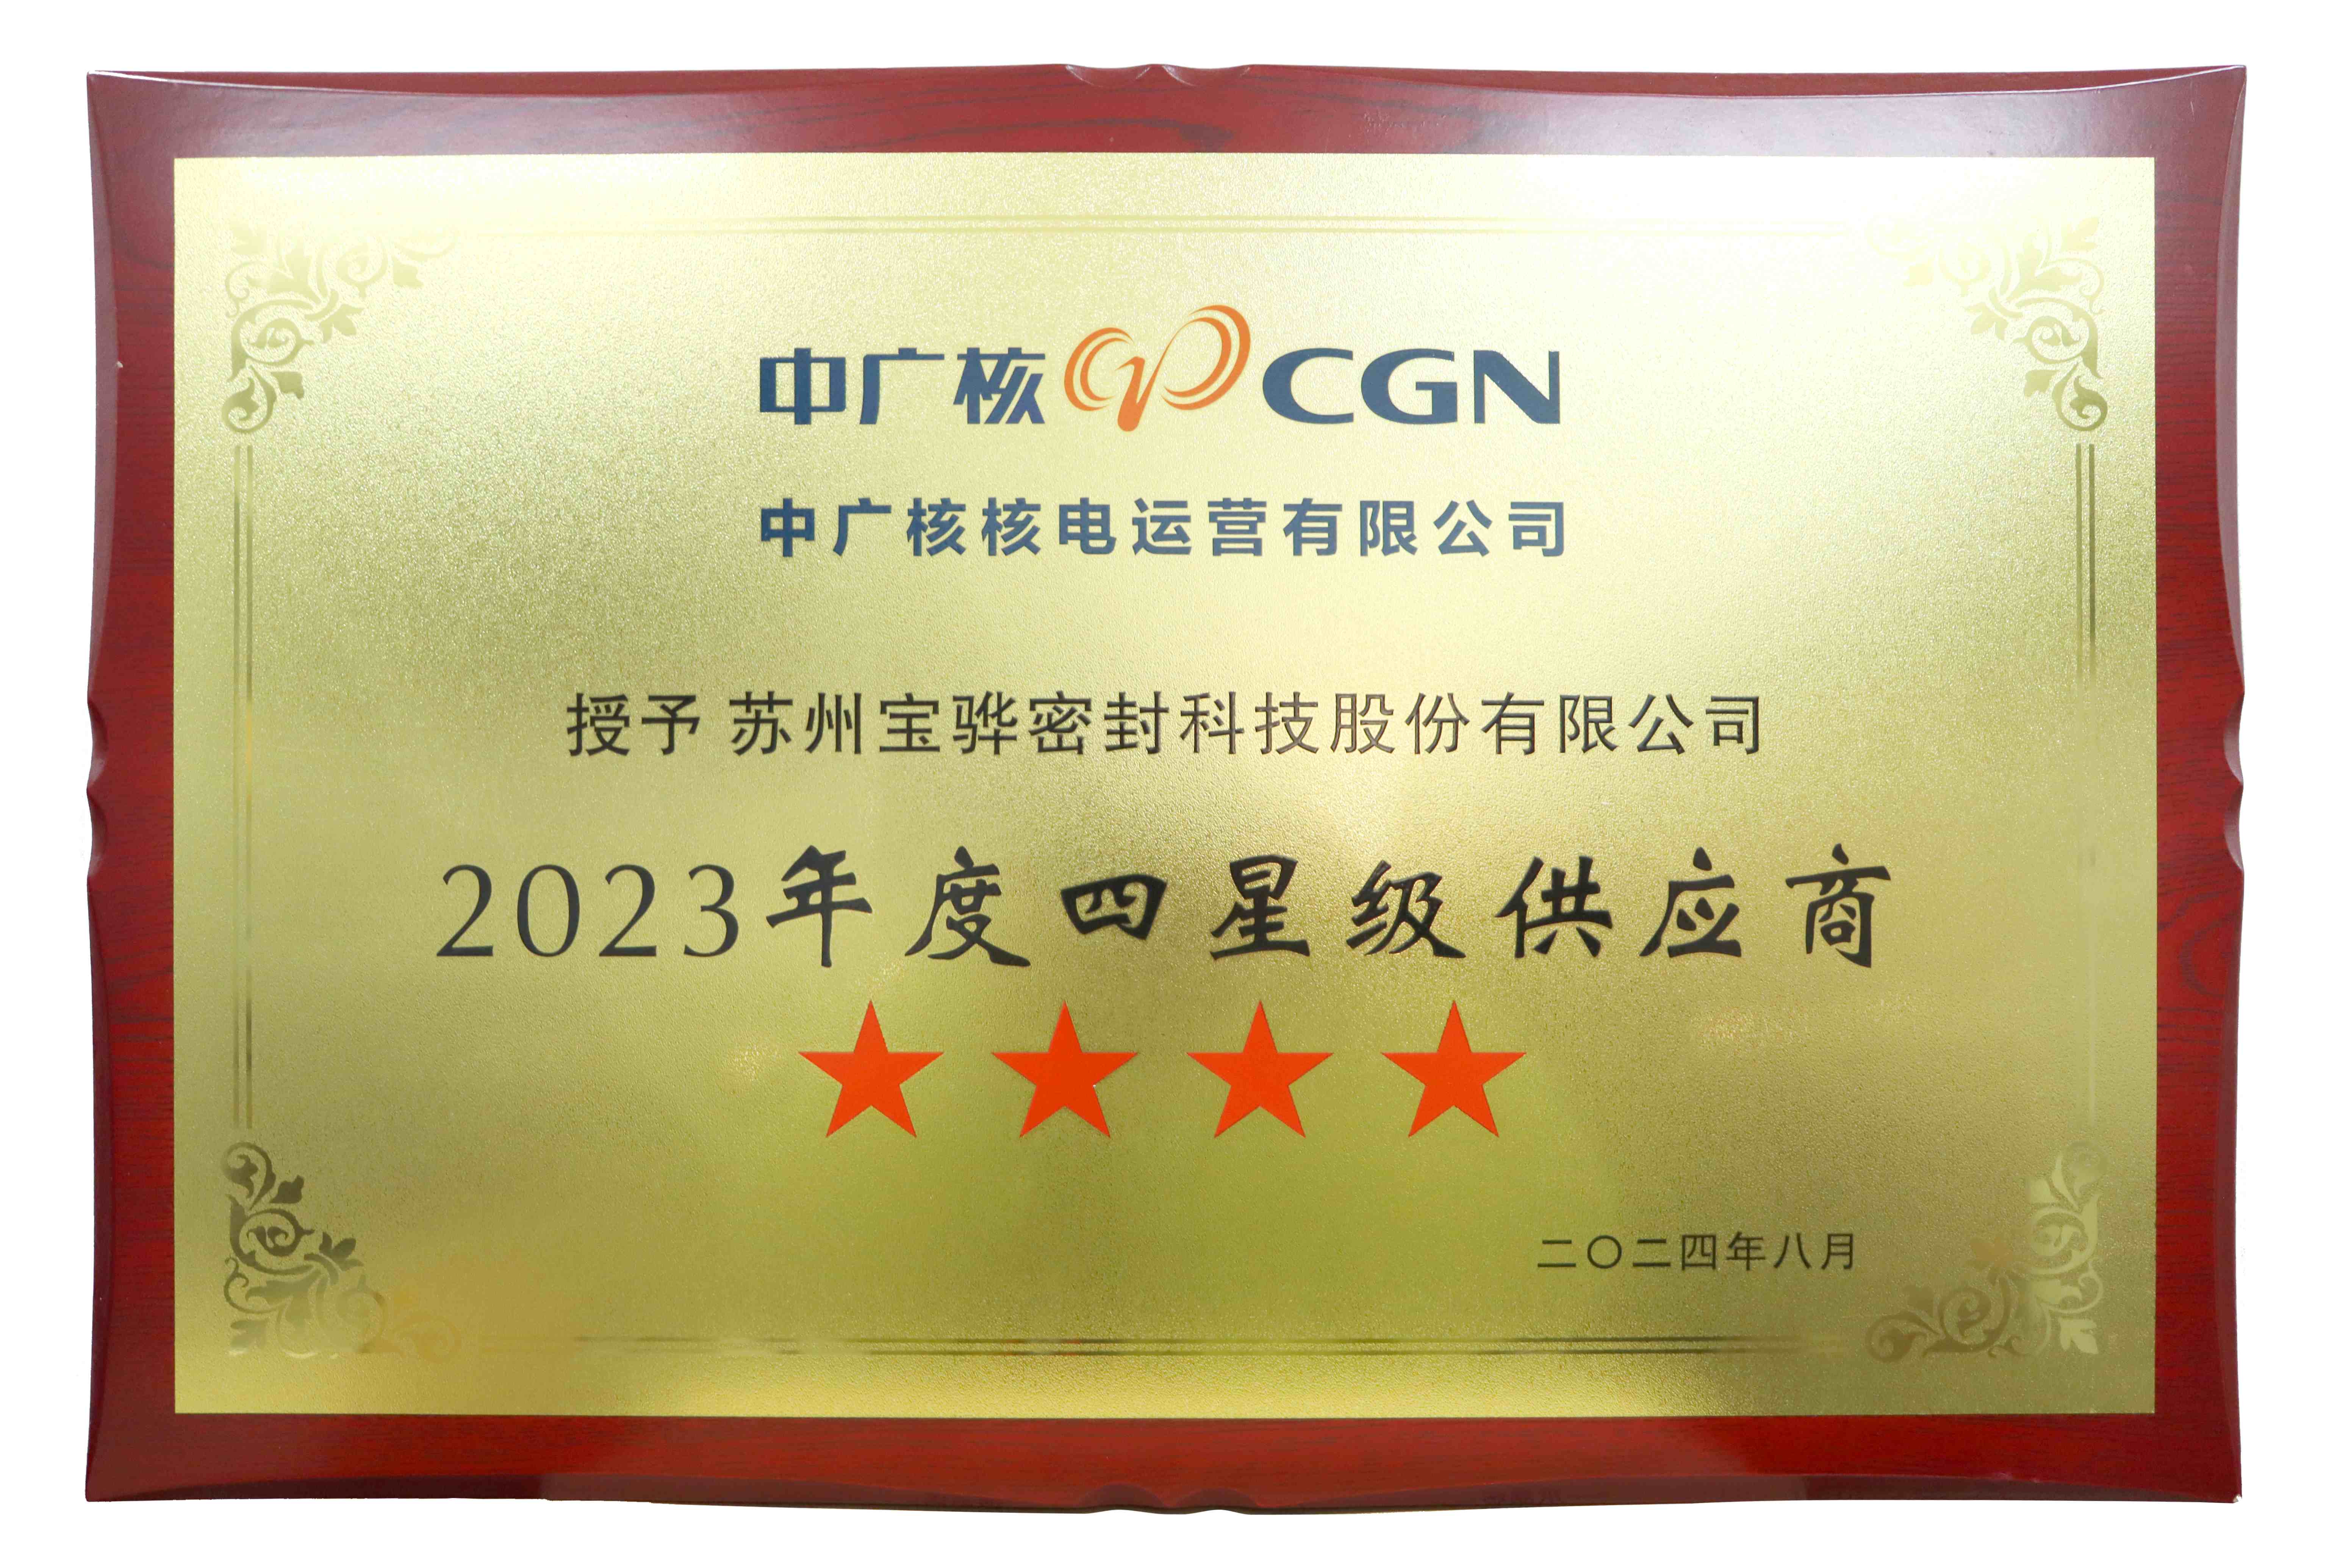 中广核 CGN
中广核核电运营有限公司
授予 苏州宝骅密封科技股份有限公司
2023年度四星级供应商
二〇二四年八月